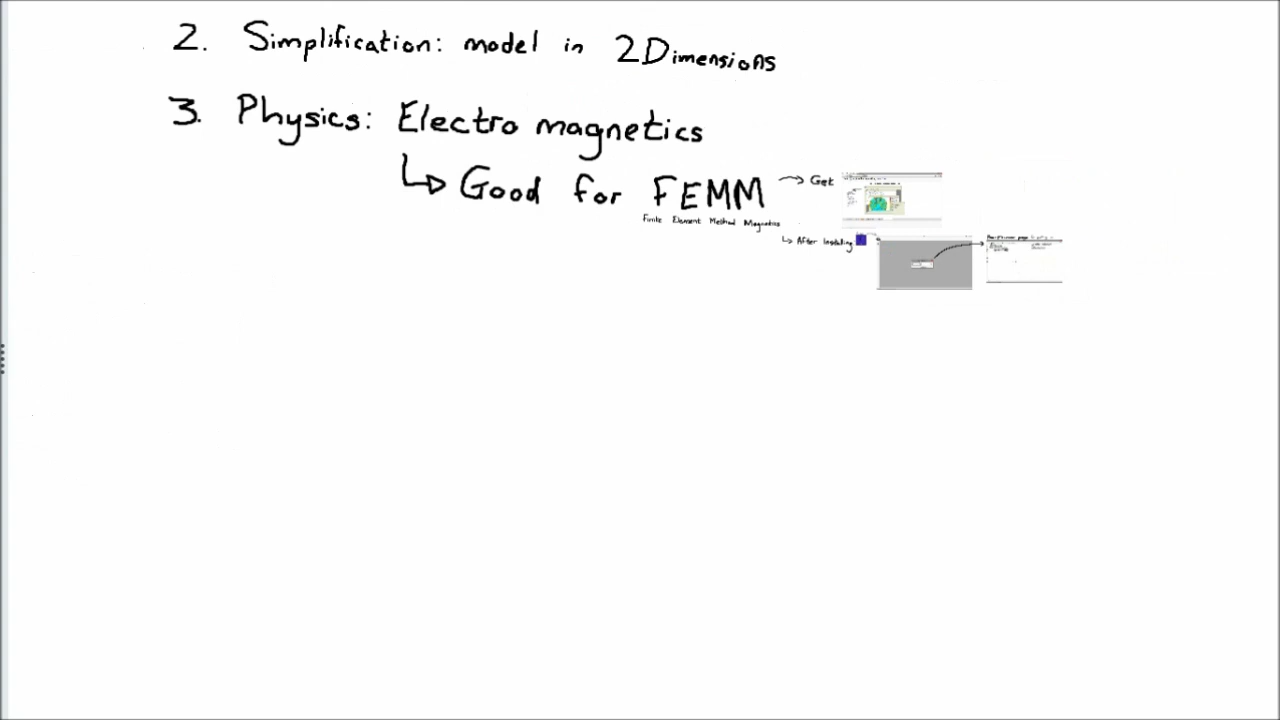 2. Simplification: model in 2Dimensions
3. Physics: Electro magnetics
↳ Good for FEMM → Get
Finite Element Method Magnetics
↳ After Installing